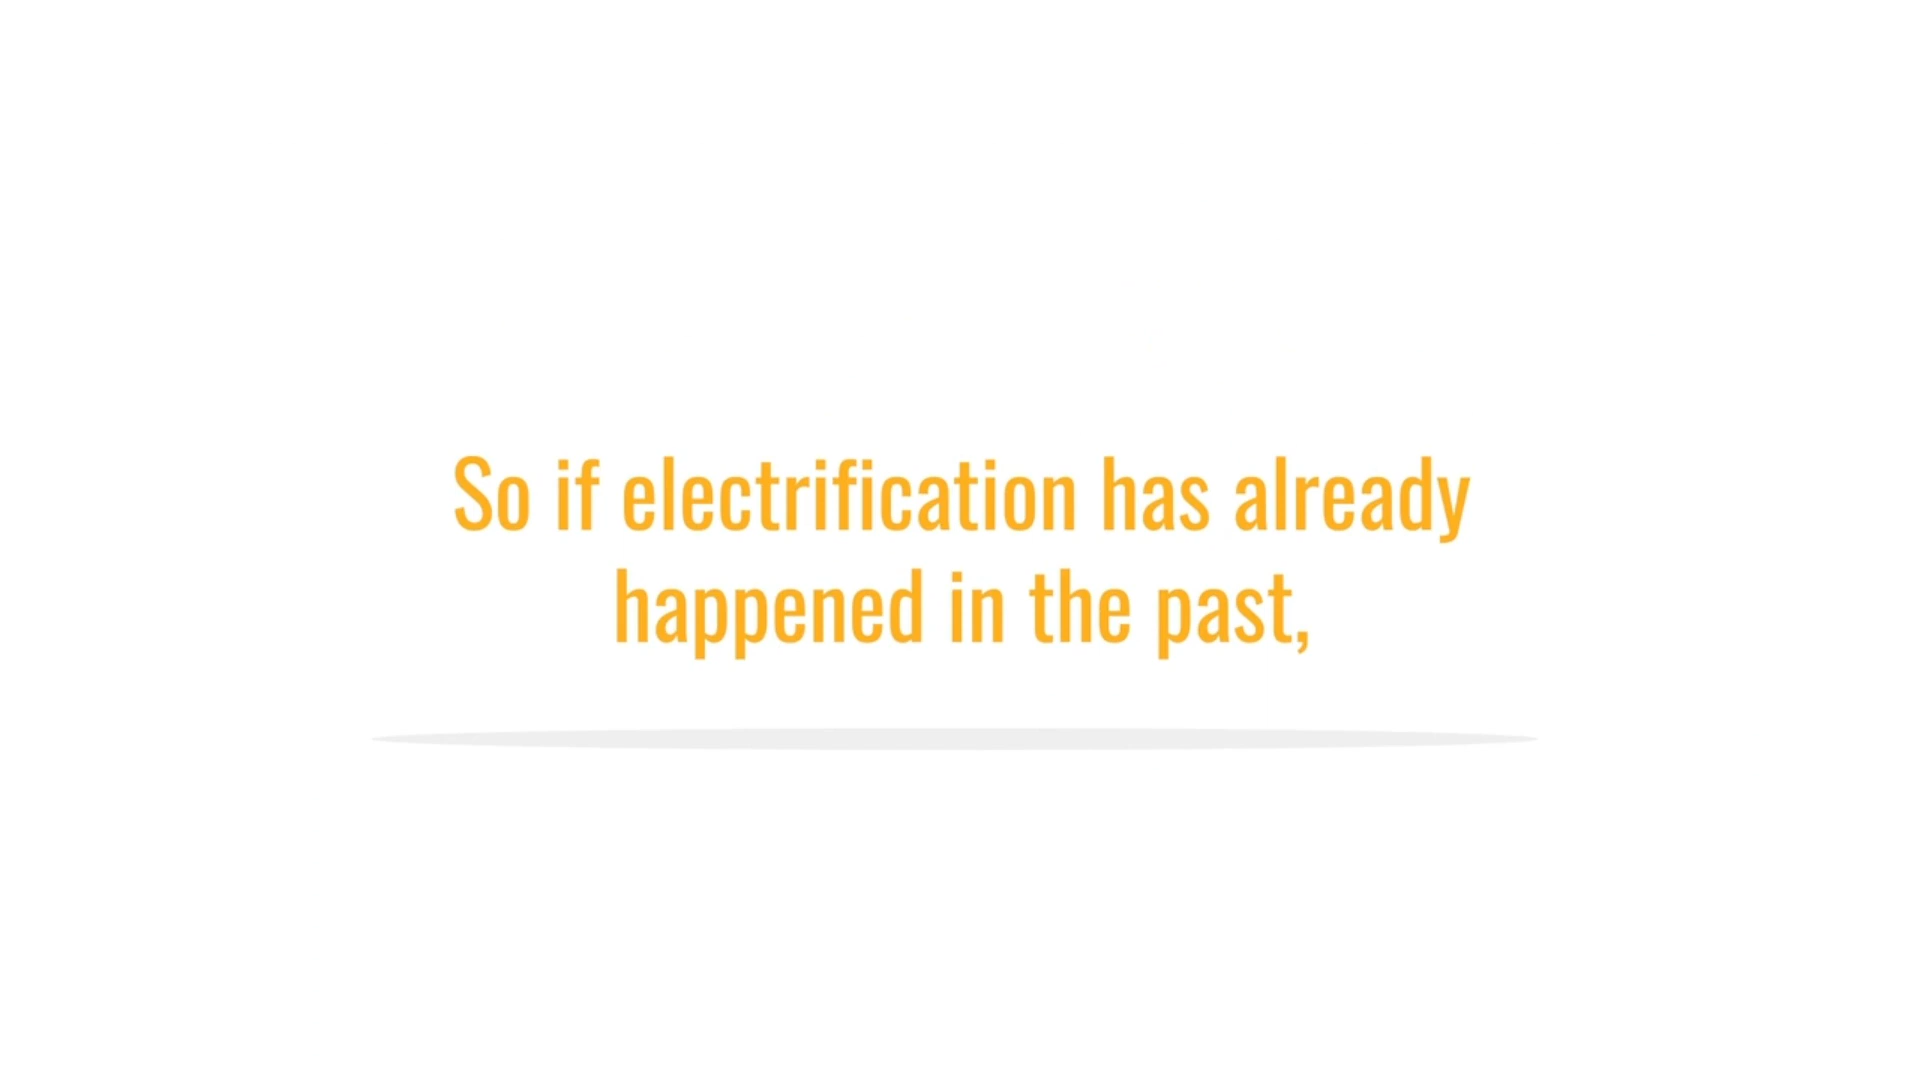 So if electrification has already
happened in the past,